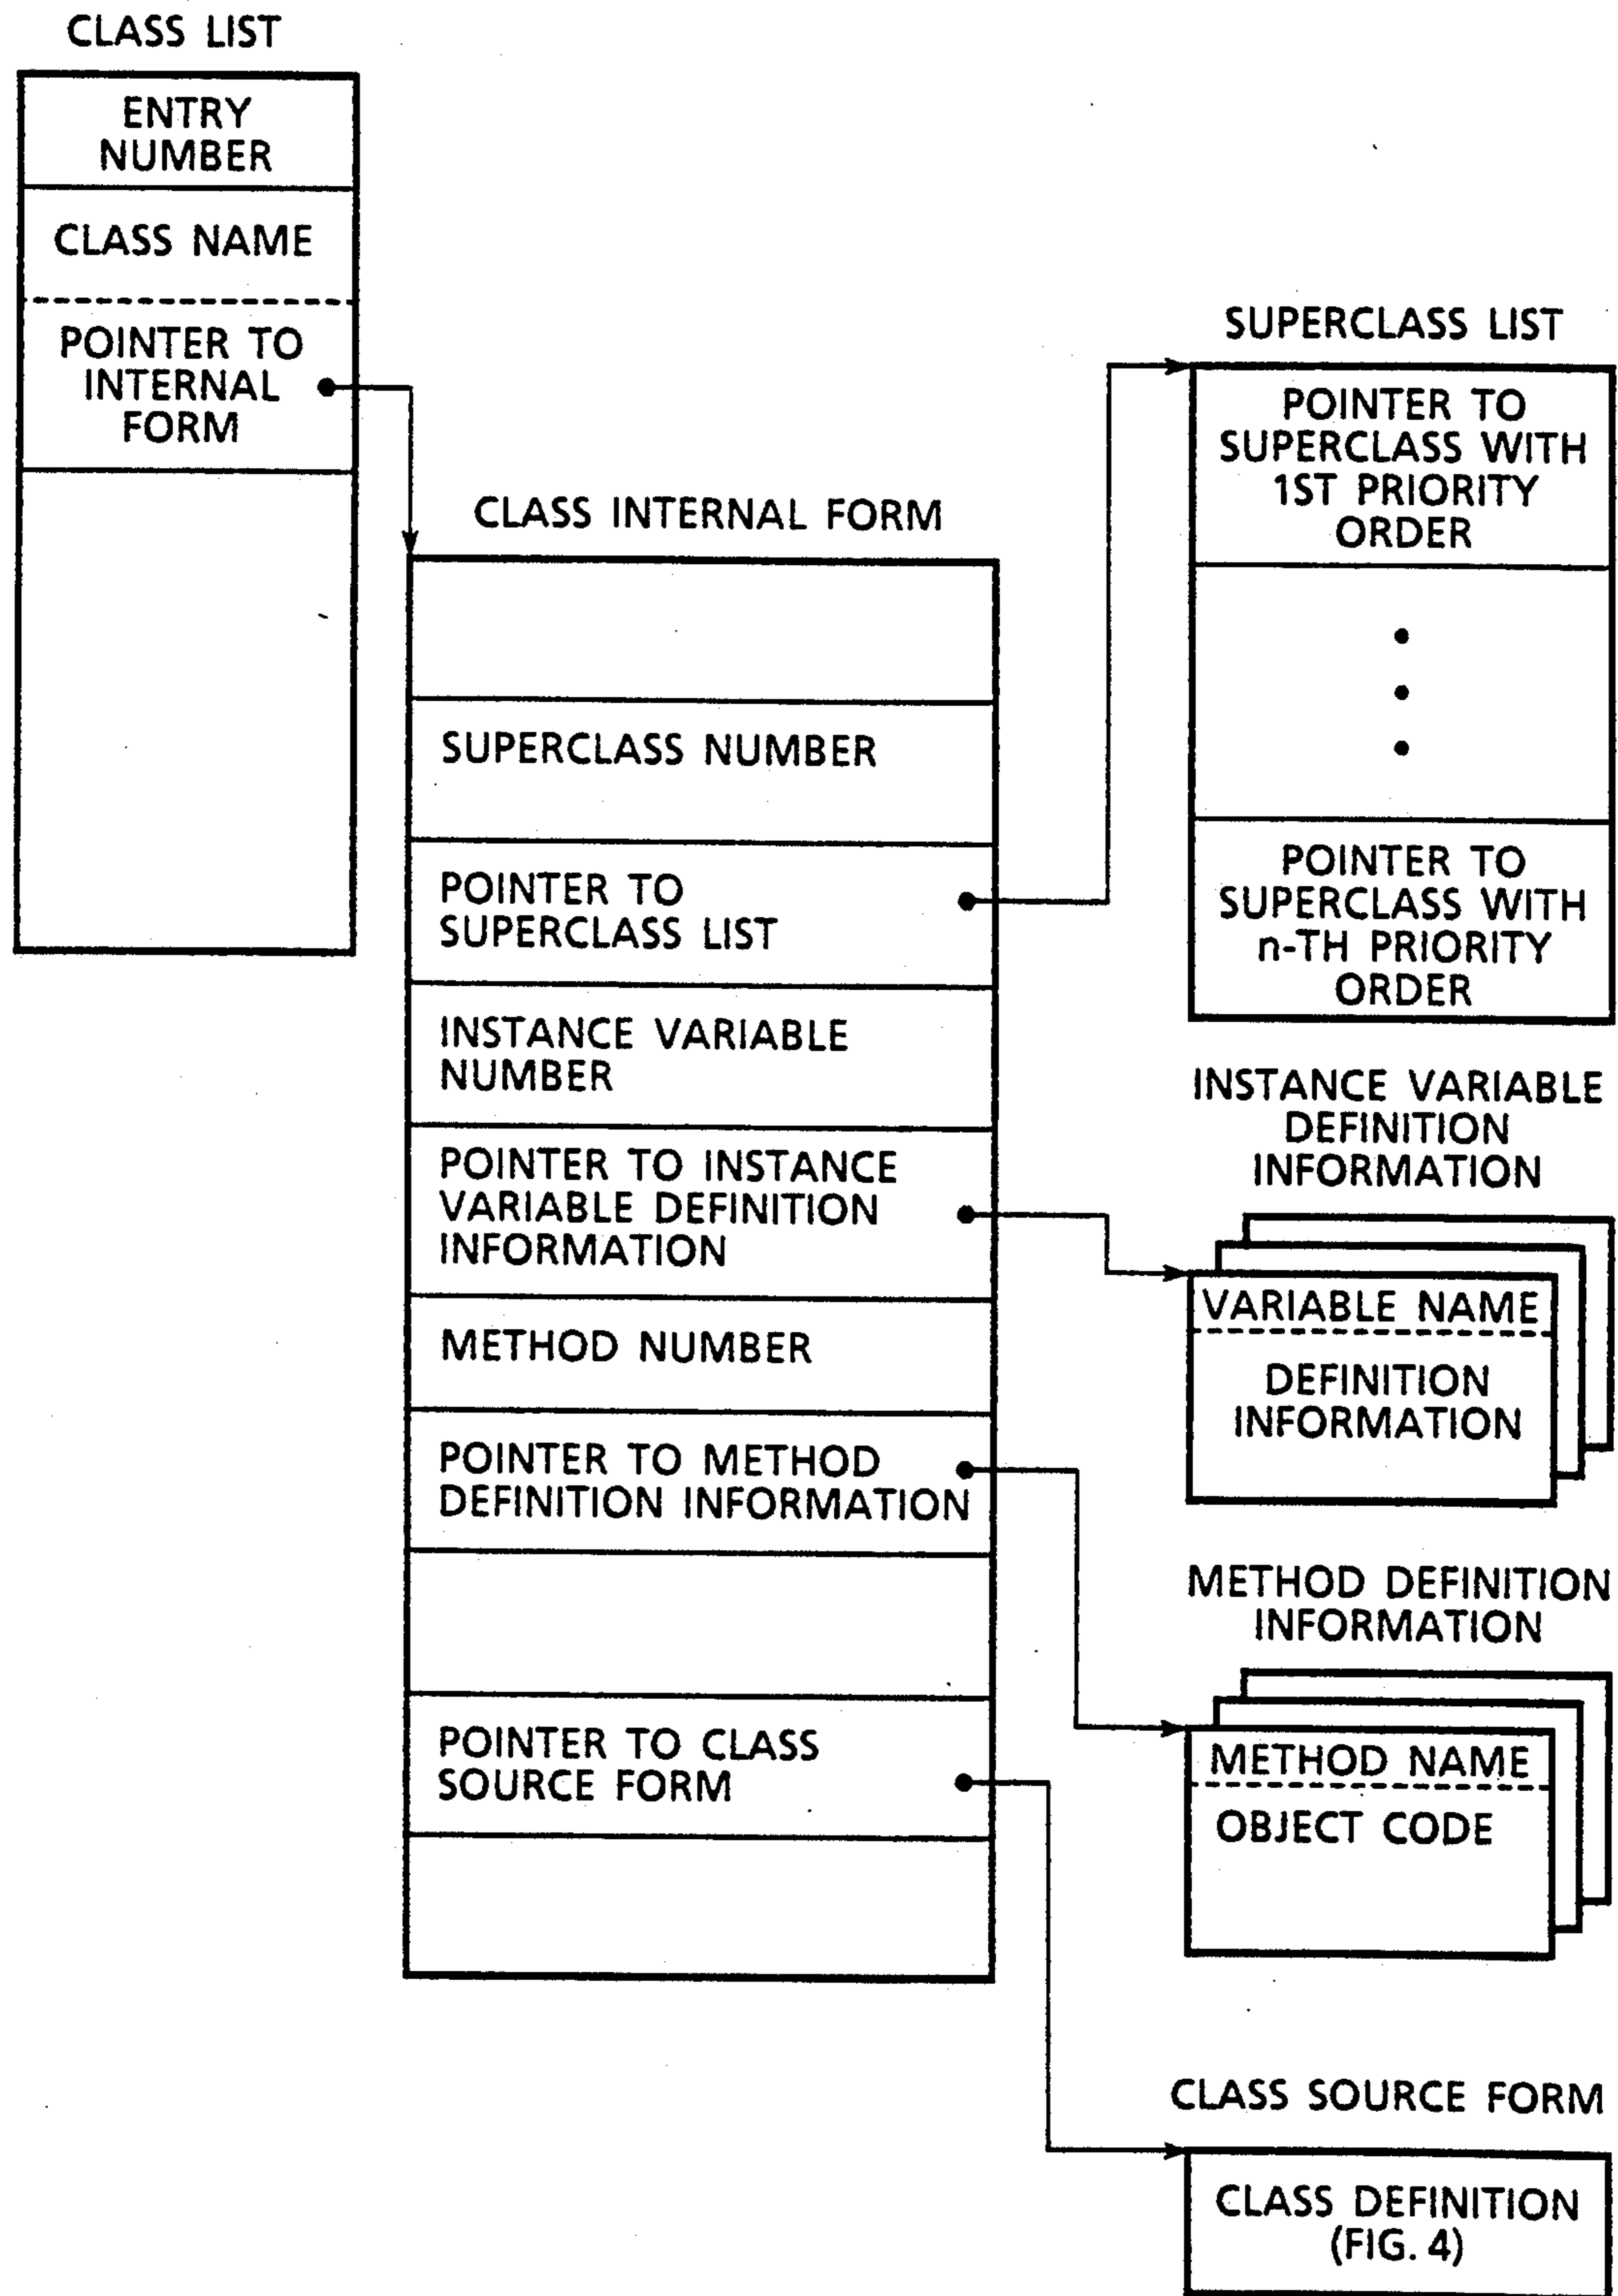 CLASS LIST
ENTRY
NUMBER
CLASS NAME
POINTER TO
INTERNAL
FORM
CLASS INTERNAL FORM
SUPERCLASS NUMBER
POINTER TO
SUPERCLASS LIST
INSTANCE VARIABLE
NUMBER
POINTER TO INSTANCE
VARIABLE DEFINITION
INFORMATION
METHOD NUMBER
POINTER TO METHOD
DEFINITION INFORMATION
POINTER TO CLASS
SOURCE FORM
SUPERCLASS LIST
POINTER TO
SUPERCLASS WITH
1ST PRIORITY
ORDER
POINTER TO
SUPERCLASS WITH
n-TH PRIORITY
ORDER
INSTANCE VARIABLE
DEFINITION
INFORMATION
VARIABLE NAME
DEFINITION
INFORMATION
METHOD DEFINITION
INFORMATION
METHOD NAME
OBJECT CODE
CLASS SOURCE FORM
CLASS DEFINITION
(FIG. 4)